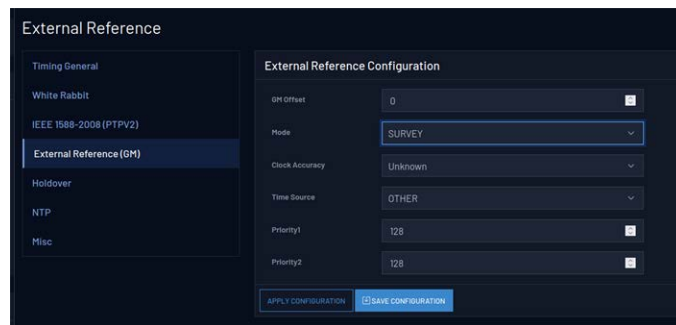 External Reference
Timing General
White Rabbit
IEEE 1588-2008 (PTPV2)
External Reference (GM)
Holdover
NTP
Misc
External Reference Configuration
GM Offset
0
Mode
SURVEY
Clock Accuracy
Unknown
Time Source
OTHER
Priority1
128
Priority2
128
APPLY CONFIGURATION
SAVE CONFIGURATION